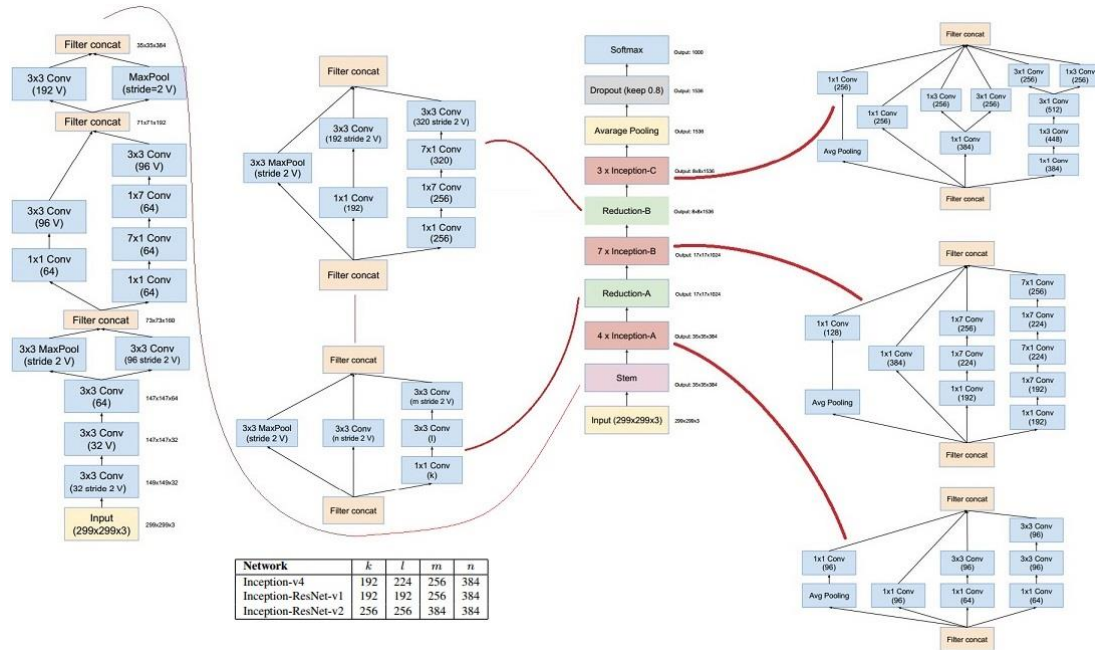 Filter concat
35x35x384
3x3 Conv
(192 V)
MaxPool
(stride=2 V)
Filter concat
71x71x192
3x3 Conv
(96 V)
1x7 Conv
(64)
3x3 Conv
(96 V)
7x1 Conv
(64)
1x1 Conv
(64)
1x1 Conv
(64)
Filter concat
73x73x160
3x3 MaxPool
(stride 2 V)
3x3 Conv
(96 stride 2 V)
3x3 Conv
(64)
147x147x64
3x3 Conv
(32 V)
147x147x32
3x3 Conv
(32 stride 2 V)
149x149x32
Input
(299x299x3)
299x299x3
Filter concat
3x3 Conv
(320 stride 2 V)
3x3 Conv
(192 stride 2 V)
7x1 Conv
(320)
3x3 MaxPool
(stride 2 V)
1x7 Conv
(256)
1x1 Conv
(192)
1x1 Conv
(256)
Filter concat
Filter concat
3x3 Conv
(m stride 2 V)
3x3 MaxPool
(stride 2 V)
3x3 Conv
(n stride 2 V)
3x3 Conv
(l)
1x1 Conv
(k)
Filter concat
Network k l m n
Inception-v4 192 224 256 384
Inception-ResNet-v1 192 192 256 384
Inception-ResNet-v2 256 256 384 384
Softmax
Output: 1000
Dropout (keep 0.8)
Output: 1536
Avarage Pooling
Output: 1536
3 x Inception-C
Output: 8x8x1536
Reduction-B
Output: 8x8x1536
7 x Inception-B
Output: 17x17x1024
Reduction-A
Output: 17x17x1024
4 x Inception-A
Output: 35x35x384
Stem
Output: 35x35x384
Input (299x299x3)
299x299x3
Filter concat
1x1 Conv
(256)
3x1 Conv
(256)
1x3 Conv
(256)
1x3 Conv
(256)
3x1 Conv
(256)
3x1 Conv
(512)
1x1 Conv
(256)
1x3 Conv
(448)
Avg Pooling
1x1 Conv
(384)
1x1 Conv
(384)
Filter concat
Filter concat
7x1 Conv
(256)
1x1 Conv
(128)
1x7 Conv
(256)
1x7 Conv
(224)
1x1 Conv
(384)
1x7 Conv
(224)
7x1 Conv
(224)
Avg Pooling
1x1 Conv
(192)
1x7 Conv
(192)
1x1 Conv
(192)
Filter concat
Filter concat
3x3 Conv
(96)
1x1 Conv
(96)
3x3 Conv
(96)
3x3 Conv
(96)
Avg Pooling
1x1 Conv
(96)
1x1 Conv
(64)
1x1 Conv
(64)
Filter concat